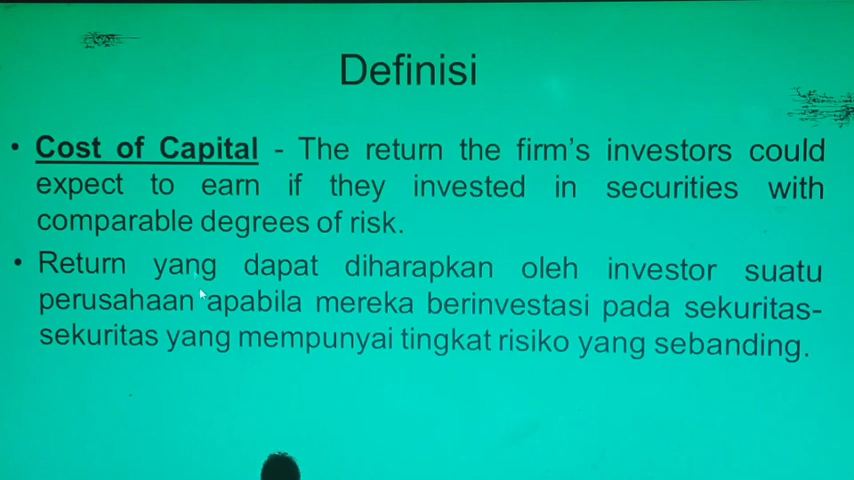 Definisi
• Cost of Capital - The return the firm's investors could
expect to earn if they invested in securities with
comparable degrees of risk.
• Return yang dapat diharapkan oleh investor suatu
perusahaan apabila mereka berinvestasi pada sekuritas-
sekuritas yang mempunyai tingkat risiko yang sebanding.